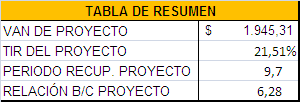 TABLA DE RESUMEN
VAN DE PROYECTO $ 1.945,31
TIR DEL PROYECTO 21,51%
PERIODO RECUP. PROYECTO 9,7
RELACIÓN B/C PROYECTO 6,28